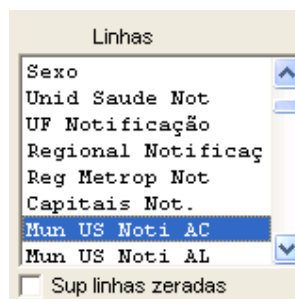 Linhas
Sexo
Unid Saude Not
UF Notificação
Regional Notificaç
Reg Metrop Not
Capitais Not.
Mun US Noti AC
Mun US Noti AL
Sup linhas zeradas